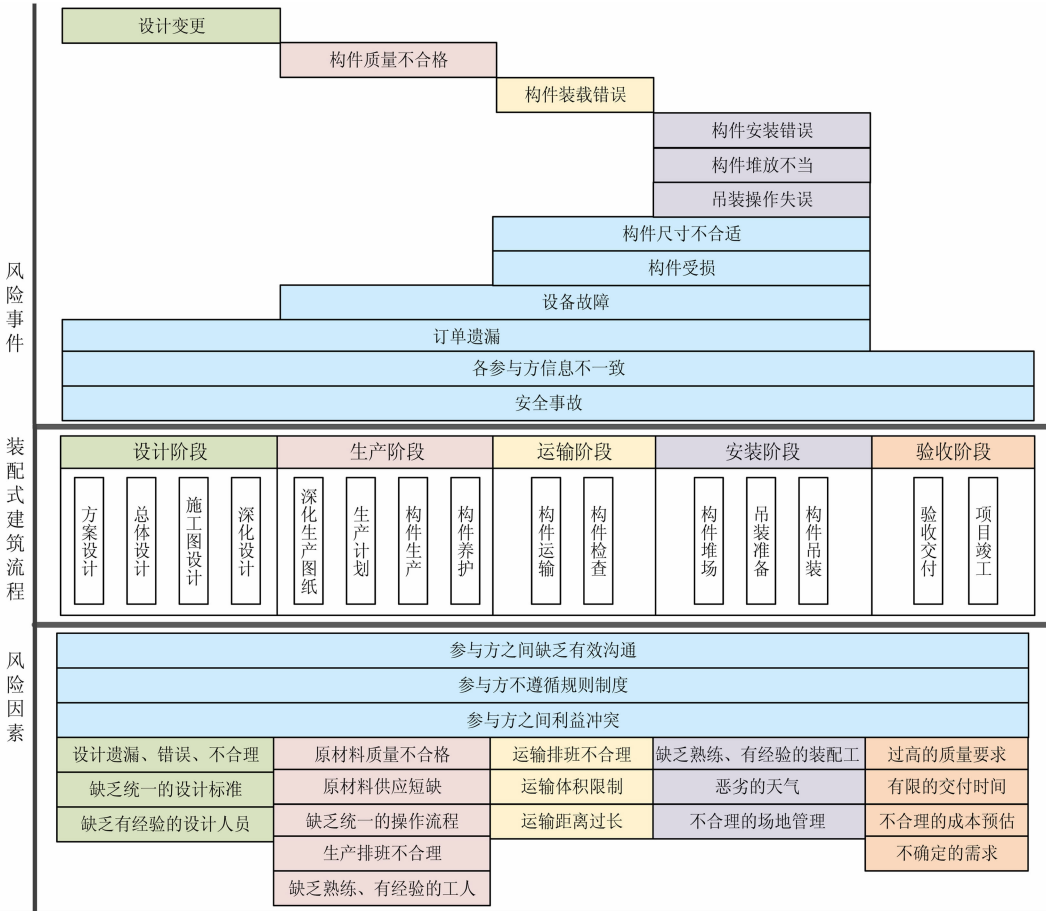 风险事件
设计变更
构件质量不合格
构件装载错误
构件安装错误
构件堆放不当
吊装操作失误
构件尺寸不合适
构件受损
设备故障
订单遗漏
各参与方信息不一致
安全事故
装配式建筑流程
设计阶段
方案设计
总体设计
施工图设计
深化设计
生产阶段
深化生产图纸
生产计划
构件生产
构件养护
运输阶段
构件运输
构件检查
安装阶段
构件堆场
吊装准备
构件吊装
验收阶段
验收交付
项目竣工
风险因素
参与方之间缺乏有效沟通
参与方不遵循规则制度
参与方之间利益冲突
设计遗漏、错误、不合理
缺乏统一的设计标准
缺乏有经验的设计人员
原材料质量不合格
原材料供应短缺
缺乏统一的操作流程
生产排班不合理
缺乏熟练、有经验的工人
运输排班不合理
运输体积限制
运输距离过长
缺乏熟练、有经验的装配工
恶劣的天气
不合理的场地管理
过高的质量要求
有限的交付时间
不合理的成本预估
不确定的需求